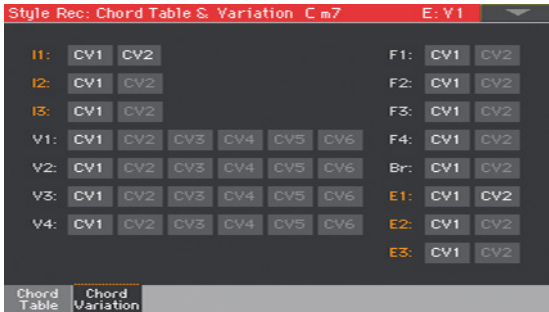 Style Rec: Chord Table & Variation C m7 E: V1
I1: CV1 CV2 F1: CV1 CV2
I2: CV1 CV2 F2: CV1 CV2
I3: CV1 CV2 F3: CV1 CV2
V1: CV1 CV2 CV3 CV4 CV5 CV6 F4: CV1 CV2
V2: CV1 CV2 CV3 CV4 CV5 CV6 Br: CV1 CV2
V3: CV1 CV2 CV3 CV4 CV5 CV6 E1: CV1 CV2
V4: CV1 CV2 CV3 CV4 CV5 CV6 E2: CV1 CV2
E3: CV1 CV2
Chord Chord
Table Variation